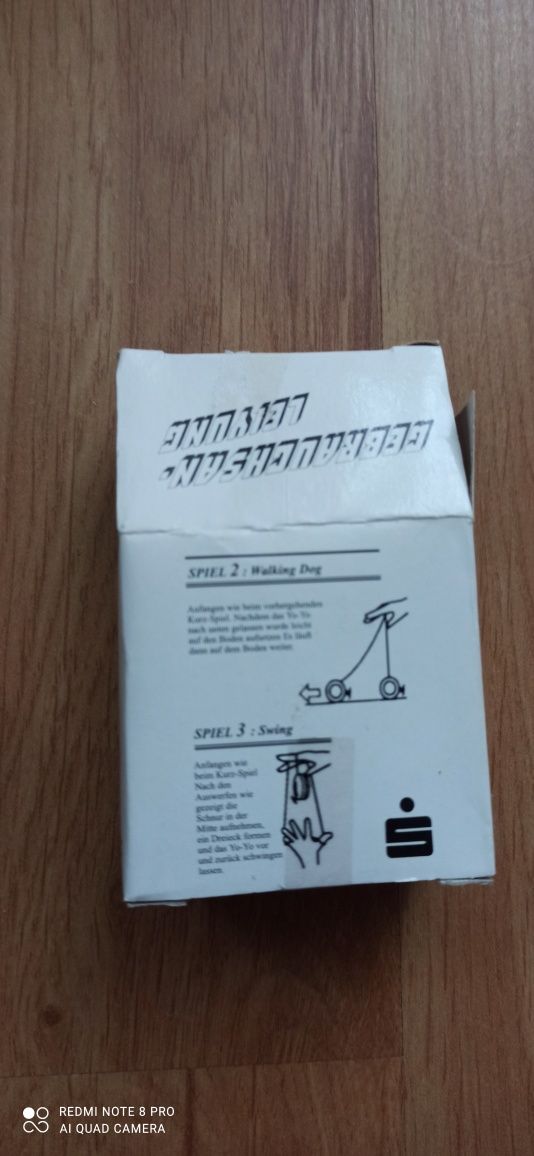 GEBRAUCHSAN-
LEITUNG
SPIEL 2 : Walking Dog
Anfangen wie beim vorhergehenden
Kurz-Spiel. Nachdem das Yo-Yo
nach unten gelassen wurde leicht
auf den Boden aufsetzen Es läuft
dann auf dem Boden weiter.
SPIEL 3 : Swing
Anfangen wie
beim Kurz-Spiel
Nach den
Auswerfen wie
gezeigt die
Schnur in der
Mitte aufnehmen,
ein Dreieck formen
und das Yo-Yo vor
und zurück schwingen
lassen.
REDMI NOTE 8 PRO
AI QUAD CAMERA